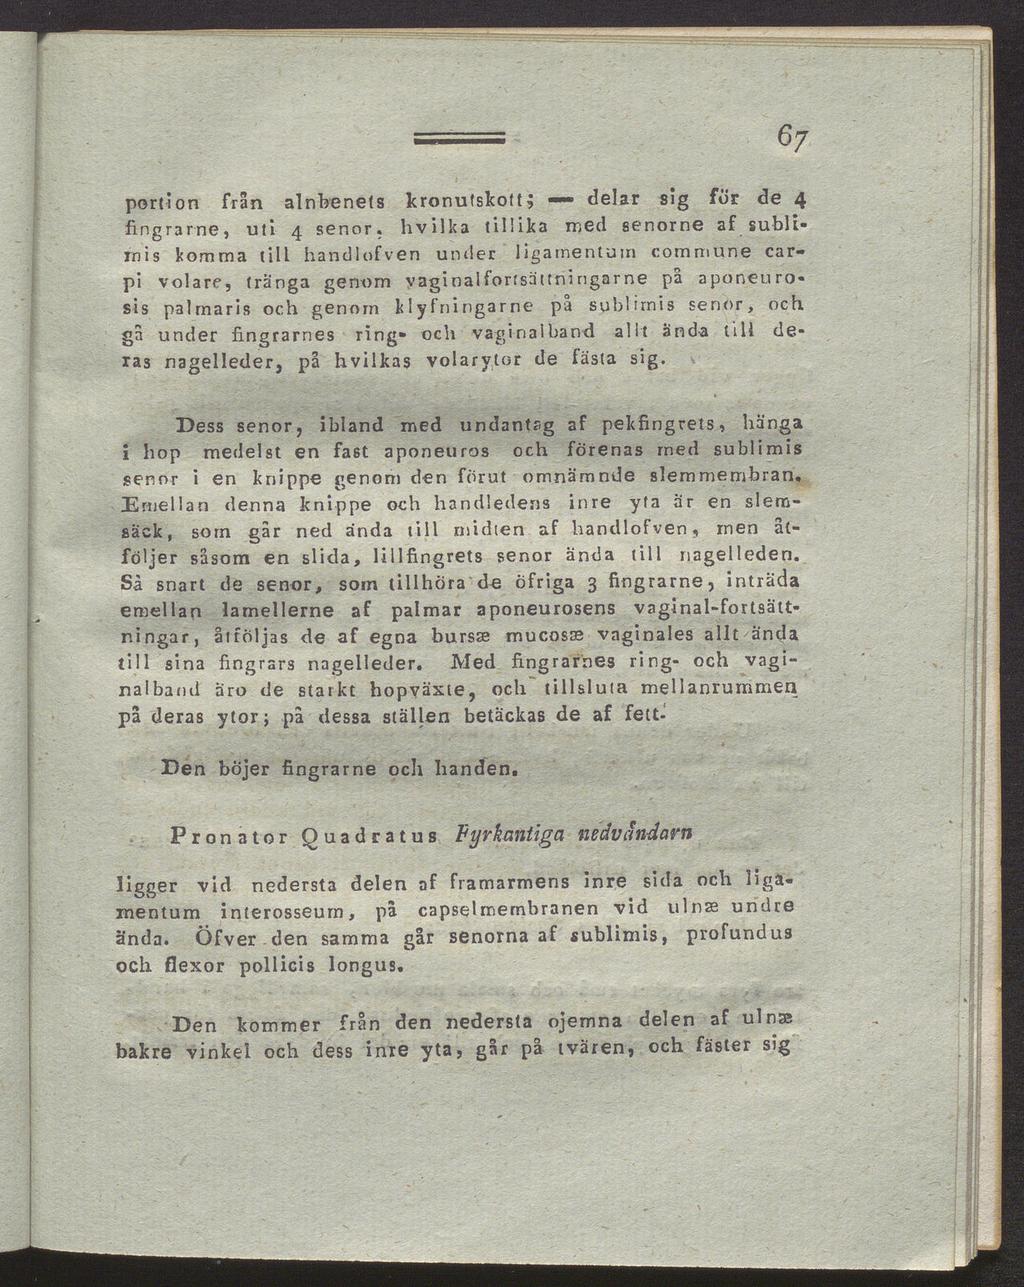 67
portion från alnbenets kronutskott; — delar sig för de 4
fingrarne, uti 4 senor, hvilka tillika med senorne af subli-
mis komma till handlofven under ligamentum commune car-
pi volare, tränga genom vaginalfortsättningarne på aponeuro-
sis palmaris och genom klyfningarne på sublimis senor, och
gå under fingrarnes ring- och vaginalband allt ända till de-
ras nagelleder, på hvilkas volarytor de fästa sig.
Dess senor, ibland med undantag af pekfingrets, hänga
i hop medelst en fast aponeuros och förenas med sublimis
senor i en knippe genom den förut omnämnde slemmembran.
Emellan denna knippe och handledens inre yta är en slem-
säck, som går ned ända till midten af handlofven, men åt-
följer såsom en slida, lillfingrets senor ända till nagelleden.
Så snart de senor, som tillhöra de öfriga 3 fingrarne, inträda
emellan lamellerne af palmar aponeurosens vaginal-fortsätt-
ningar, åtföljas de af egna bursæ mucosæ vaginales allt ända
till sina fingrars nagelleder. Med fingrarnes ring- och vagi-
nalband äro de starkt hopväxte, och tillsluta mellanrummen
på deras ytor; på dessa ställen betäckas de af fett.
Den böjer fingrarne och handen.
Pronator Quadratus Fyrkantiga nedvändarn
ligger vid nedersta delen af framarmens inre sida och liga-
mentum interosseum, på capselmembranen vid ulnæ undre
ända. Öfver den samma går senorna af sublimis, profundus
och flexor pollicis longus.
Den kommer från den nedersta ojemna delen af ulnæ
bakre vinkel och dess inre yta, går på tvären, och fäster sig